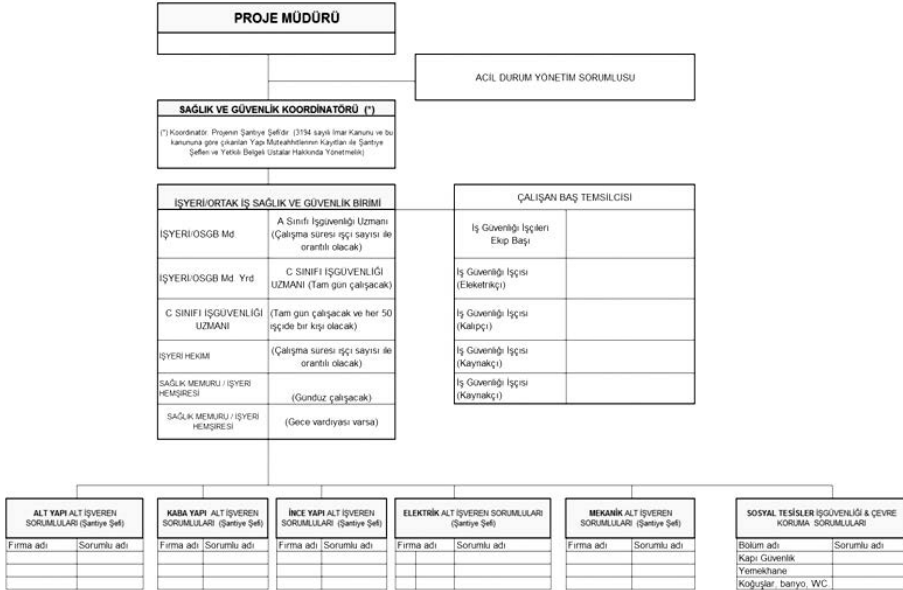 PROJE MÜDÜRÜ
ACİL DURUM YÖNETİM SORUMLUSU
SAĞLIK VE GÜVENLİK KOORDİNATÖRÜ (*)
(*) Koordinatör: Projenin Şantiye Şefidir. (3194 sayılı İmar Kanunu ve bu
kanununa göre çıkarılan Yapı Müteahhitlerinin Kayıtları ile Şantiye
Şefleri ve Yetkili Belgeli Ustalar Hakkında Yönetmelik)
İŞYERİ/ORTAK İŞ SAĞLIK VE GÜVENLİK BİRİMİ
İŞYERİ/OSGB Md.
A Sınıfı İşgüvenliği Uzmanı
(Çalışma süresi işçi sayısı ile
orantılı olacak)
İŞYERİ/OSGB Md. Yrd
C SINIFI İŞGÜVENLİĞİ
UZMANI (Tam gün çalışacak)
C SINIFI İŞGÜVENLİĞİ
UZMANI
(Tam gün çalışacak ve her 50
işçide bir kişi olacak)
İŞYERİ HEKİMİ
(Çalışma süresi işçi sayısı ile
orantılı olacak)
SAĞLIK MEMURU / İŞYERİ
HEMŞİRESİ
(Gündüz çalışacak)
SAĞLIK MEMURU / İŞYERİ
HEMŞİRESİ
(Gece vardiyası varsa)
ÇALIŞAN BAŞ TEMSİLCİSİ
İş Güvenliği İşçileri
Ekip Başı
İş Güvenliği İşçisi
(Eleketrikçi)
İş Güvenliği İşçisi
(Kalıpçı)
İş Güvenliği İşçisi
(Kaynakçı)
İş Güvenliği İşçisi
(Kaynakçı)
ALT YAPI ALT İŞVEREN
SORUMLULARI (Şantiye Şefi)
Firma adı Sorumlu adı
KABA YAPI ALT İŞVEREN
SORUMLULARI (Şantiye Şefi)
Firma adı Sorumlu adı
İNCE YAPI ALT İŞVEREN
SORUMLULARI (Şantiye Şefi)
Firma adı Sorumlu adı
ELEKTRİK ALT İŞVEREN SORUMLULARI
(Şantiye Şefi)
Firma adı Sorumlu adı
MEKANİK ALT İŞVEREN
SORUMLULARI (Şantiye Şefi)
Firma adı Sorumlu adı
SOSYAL TESİSLER İŞGÜVENLİĞİ & ÇEVRE
KORUMA SORUMLULARI
Bölüm adı Sorumlu adı
Kapı Güvenlik
Yemekhane
Koğuşlar, banyo, WC